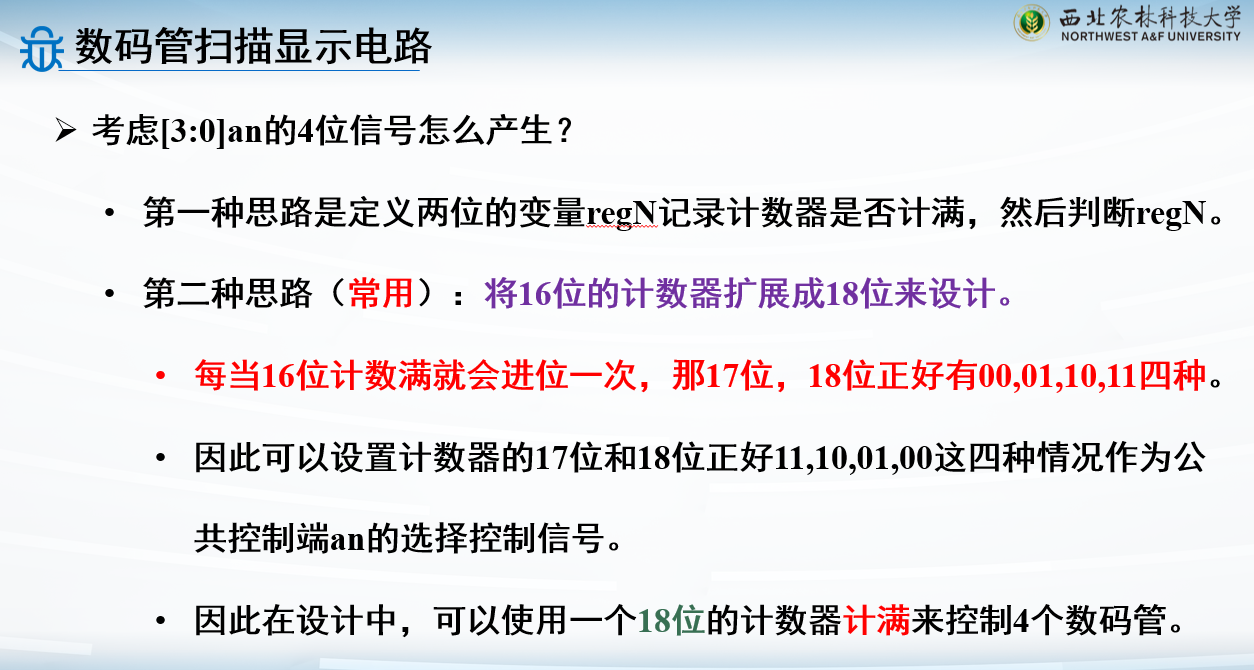 数码管扫描显示电路
西北农林科技大学
NORTHWEST A&F UNIVERSITY
➢ 考虑[3:0]an的4位信号怎么产生？
• 第一种思路是定义两位的变量regN记录计数器是否计满，然后判断regN。
• 第二种思路（常用）：将16位的计数器扩展成18位来设计。
• 每当16位计数满就会进位一次，那17位，18位正好有00,01,10,11四种。
• 因此可以设置计数器的17位和18位正好11,10,01,00这四种情况作为公
共控制端an的选择控制信号。
• 因此在设计中，可以使用一个18位的计数器计满来控制4个数码管。